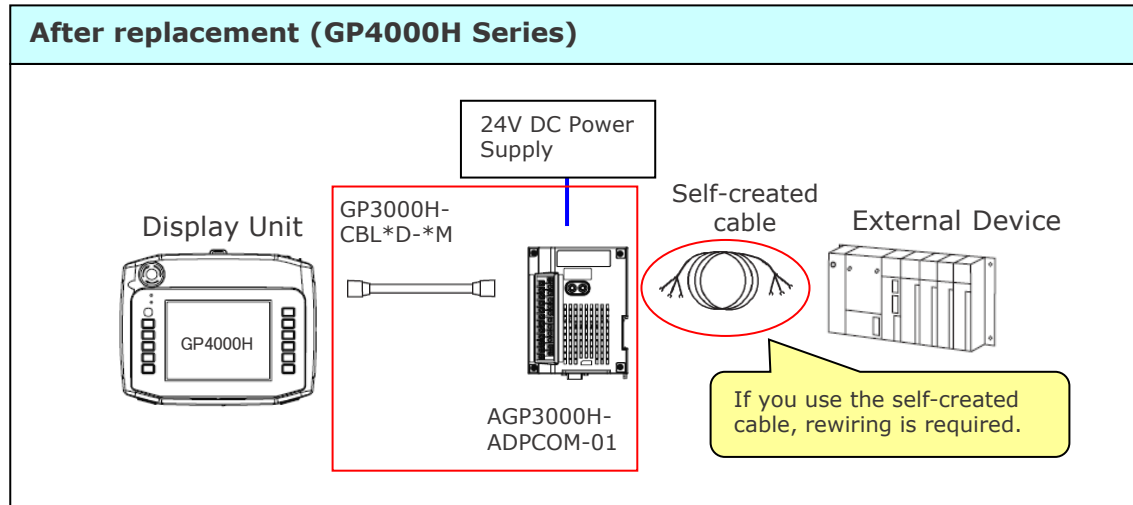 After replacement (GP4000H Series)
24V DC Power
Supply
GP3000H-
CBL*D-*M
Self-created
cable
Display Unit
External Device
GP4000H
AGP3000H-
ADPCOM-01
If you use the self-created
cable, rewiring is required.